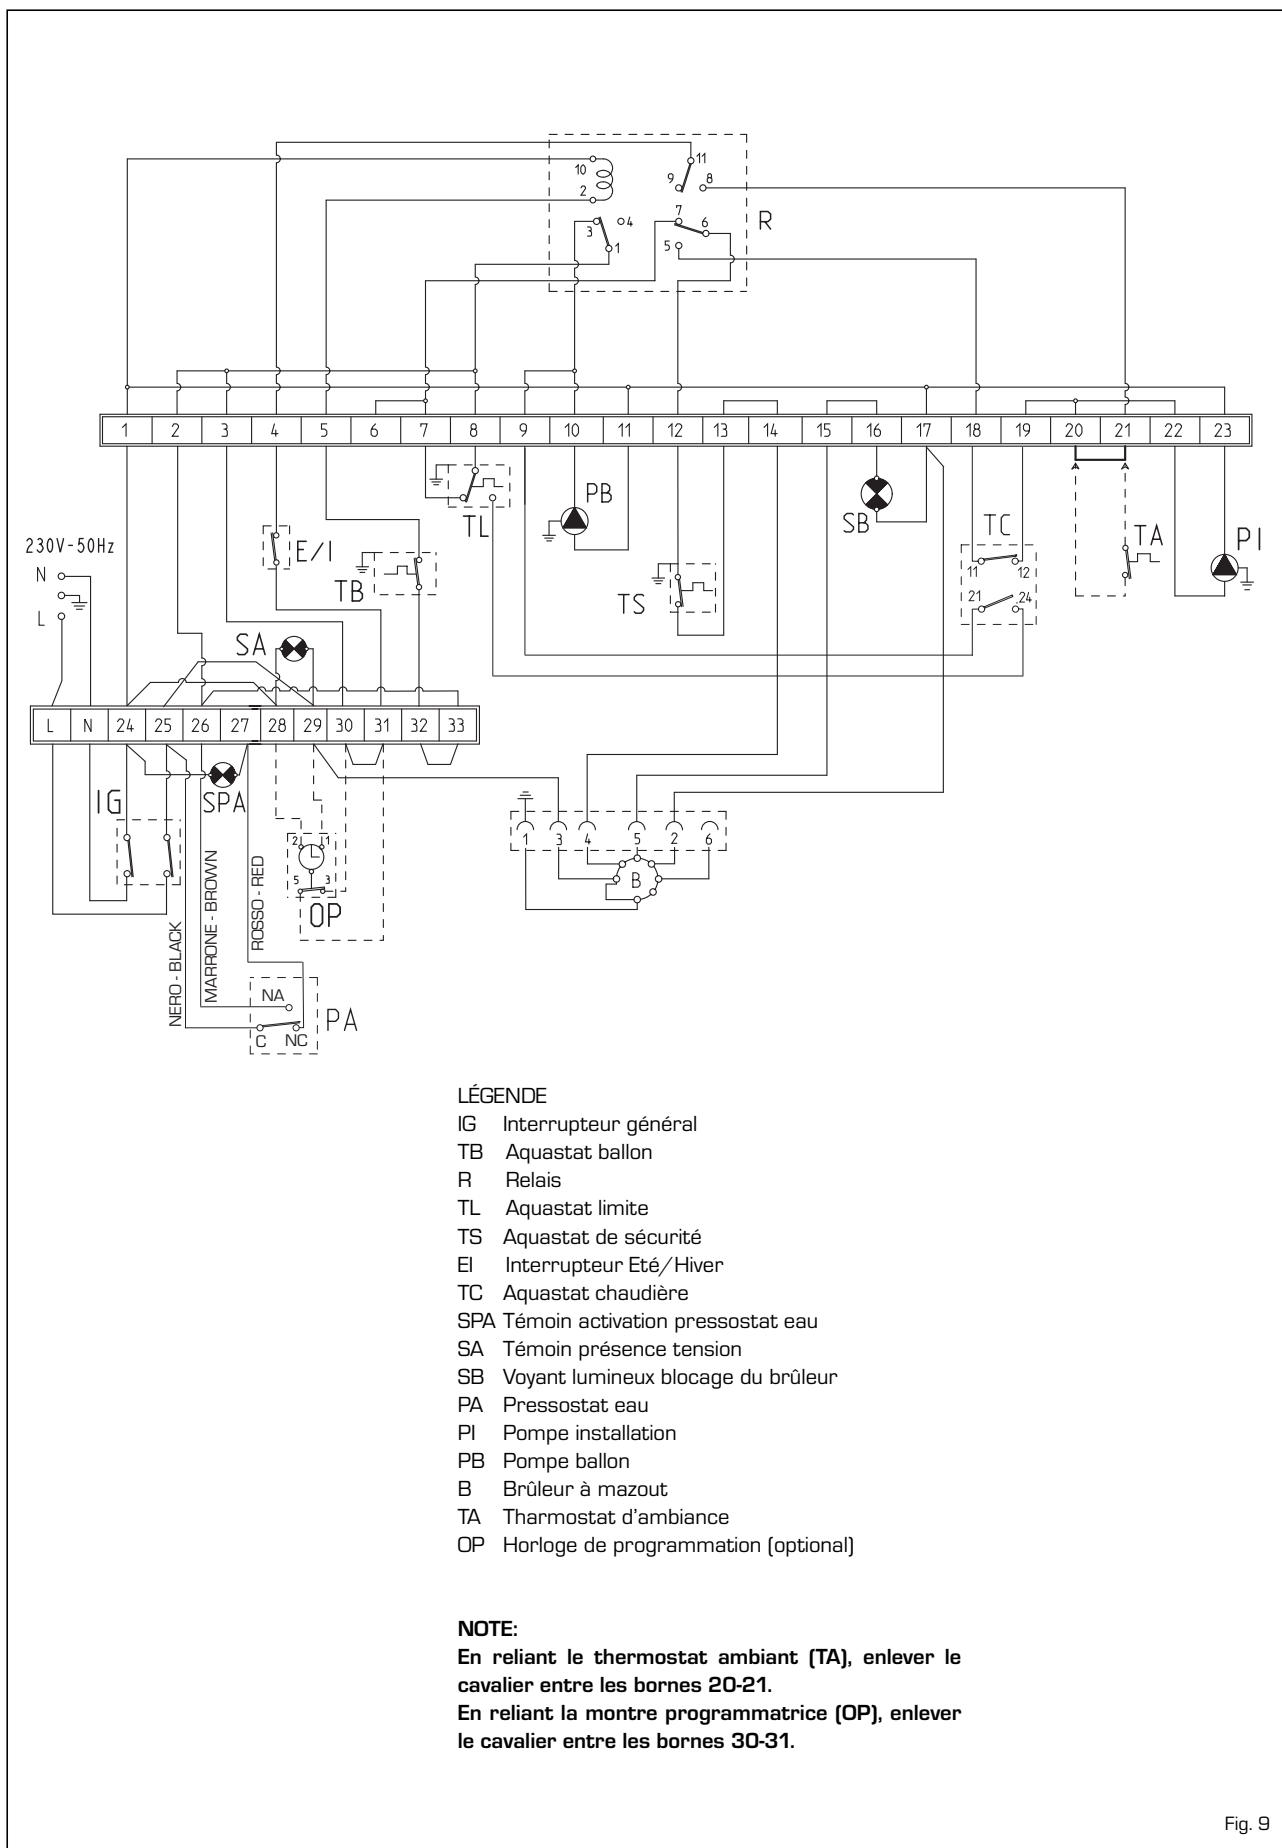 10
11
9
8
2
7
6
R
3
4
1
5
1 2 3 4 5 6 7 8 9 10 11 12 13 14 15 16 17 18 19 20 21 22 23
PB
TL
SB
TC
TA
PI
230V-50Hz
E/I
N
TB
11
12
TS
21
24
L
SA
L N 24 25 26 27 28 29 30 31 32 33
IG
SPA
2
1
1 3 4 5 2 6
5
3
B
OP
NERO - BLACK
MARRONE - BROWN
ROSSO - RED
NA
PA
C
NC
LÉGENDE
IG Interrupteur général
TB Aquastat ballon
R Relais
TL Aquastat limite
TS Aquastat de sécurité
EI Interrupteur Eté/Hiver
TC Aquastat chaudière
SPA Témoin activation pressostat eau
SA Témoin présence tension
SB Voyant lumineux blocage du brûleur
PA Pressostat eau
PI Pompe installation
PB Pompe ballon
B Brûleur à mazout
TA Tharmostat d'ambiance
OP Horloge de programmation (optional)
NOTE:
En reliant le thermostat ambiant (TA), enlever le
cavalier entre les bornes 20-21.
En reliant la montre programmatrice (OP), enlever
le cavalier entre les bornes 30-31.
Fig. 9